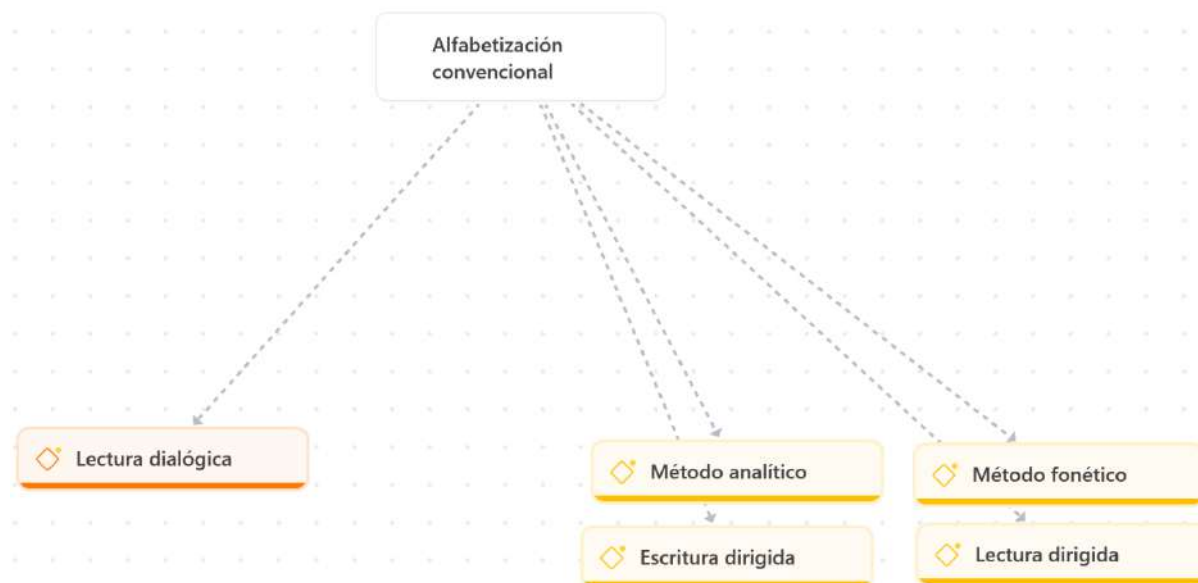 Alfabetización
convencional
Lectura dialógica
Método analítico
Método fonético
Escritura dirigida
Lectura dirigida